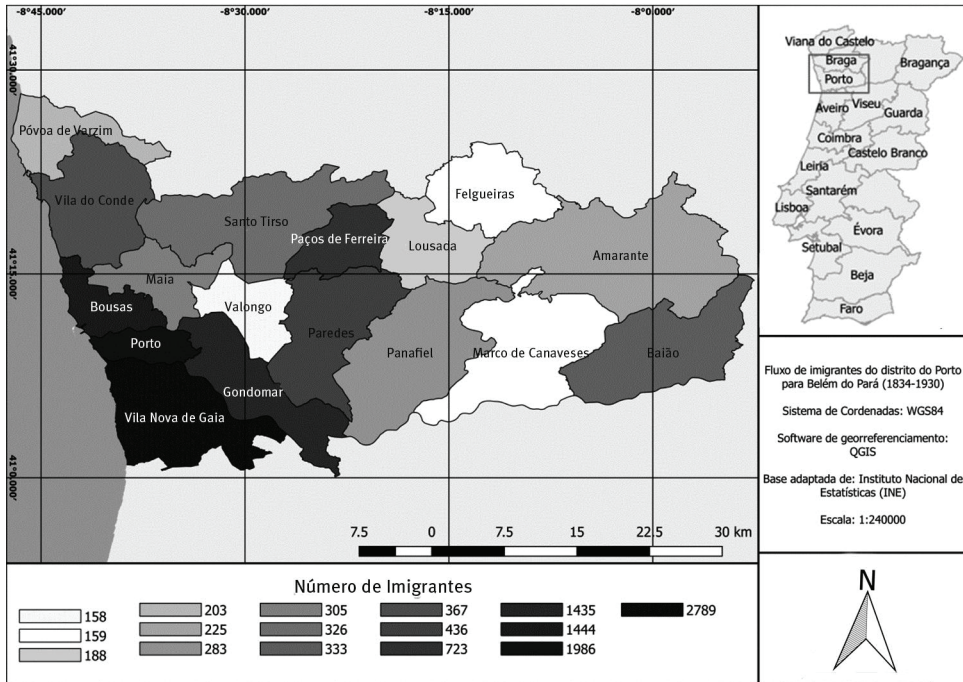 -8°45.000'
-8°30.000'
-8°15.000'
-8°0.000'
41°30.000'
41°15.000'
41°0.000'
Póvoa de Varzim
Vila do Conde
Santo Tirso
Felgueiras
Paços de Ferreira
Lousada
Amarante
Maia
Bousas
Valongo
Porto
Paredes
Panafiel
Marco de Canaveses
Baião
Gondomar
Vila Nova de Gaia
7.5 0 7.5 15 22.5 30 km
Viana do Castelo
Braga
Bragança
Porto
Aveiro
Viseu
Guarda
Coimbra
Castelo Branco
Leiria
Santarém
Lisboa
Évora
Setubal
Beja
Faro
Fluxo de imigrantes do distrito do Porto
para Belém do Pará (1834-1930)
Sistema de Cordenadas: WGS84
Software de georreferenciamento:
QGIS
Base adaptada de: Instituto Nacional de
Estatísticas (INE)
Escala: 1:240000
N
Número de Imigrantes
158
159
188
203
225
283
305
326
333
367
436
723
1435
1444
1986
2789